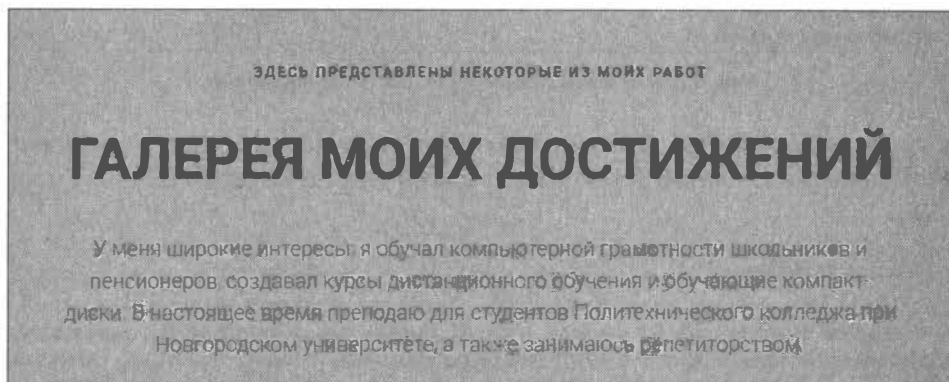 ЗДЕСЬ ПРЕДСТАВЛЕНЫ НЕКОТОРЫЕ ИЗ МОИХ РАБОТ
ГАЛЕРЕЯ МОИХ ДОСТИЖЕНИЙ
У меня широкие интересы: я обучал компьютерной грамотности школьников и
пенсионеров, создавал курсы дистанционного обучения и обучающие компакт-
диски. В настоящее время преподаю для студентов Политехнического колледжа при
Новгородском университете, а также занимаюсь репетиторством.